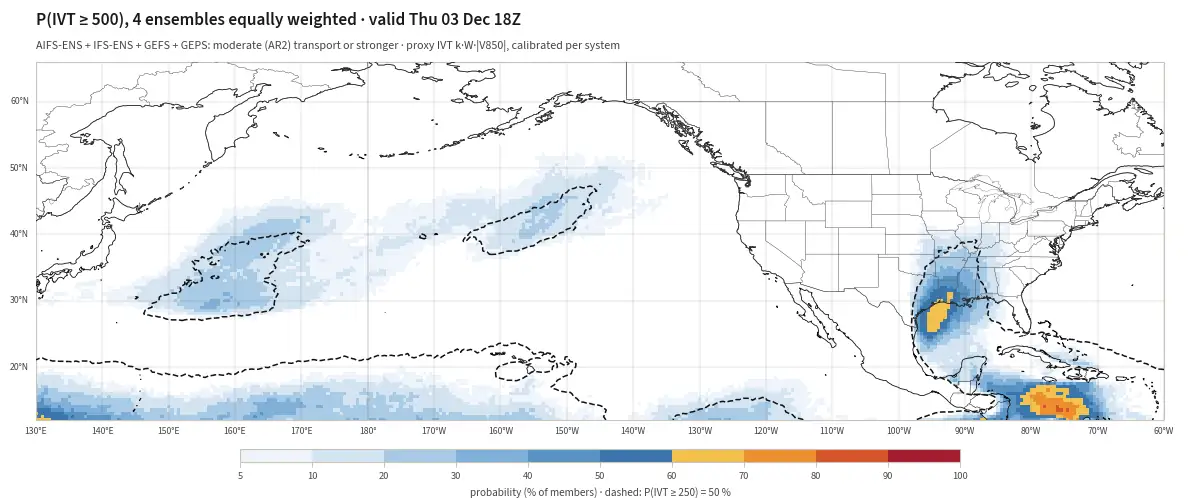 P(IVT ≥ 500), 4 ensembles equally weighted · valid Thu 03 Dec 18Z
AIFS-ENS + IFS-ENS + GEFS + GEPS: moderate (AR2) transport or stronger · proxy IVT k·W·|V850|, calibrated per system
60°N
50°N
40°N
30°N
20°N
130°E 140°E 150°E 160°E 170°E 180° 170°W 160°W 150°W 140°W 130°W 120°W 110°W 100°W 90°W 80°W 70°W 60°W
5 10 20 30 40 50 60 70 80 90 100
probability (% of members) · dashed: P(IVT ≥ 250) = 50 %